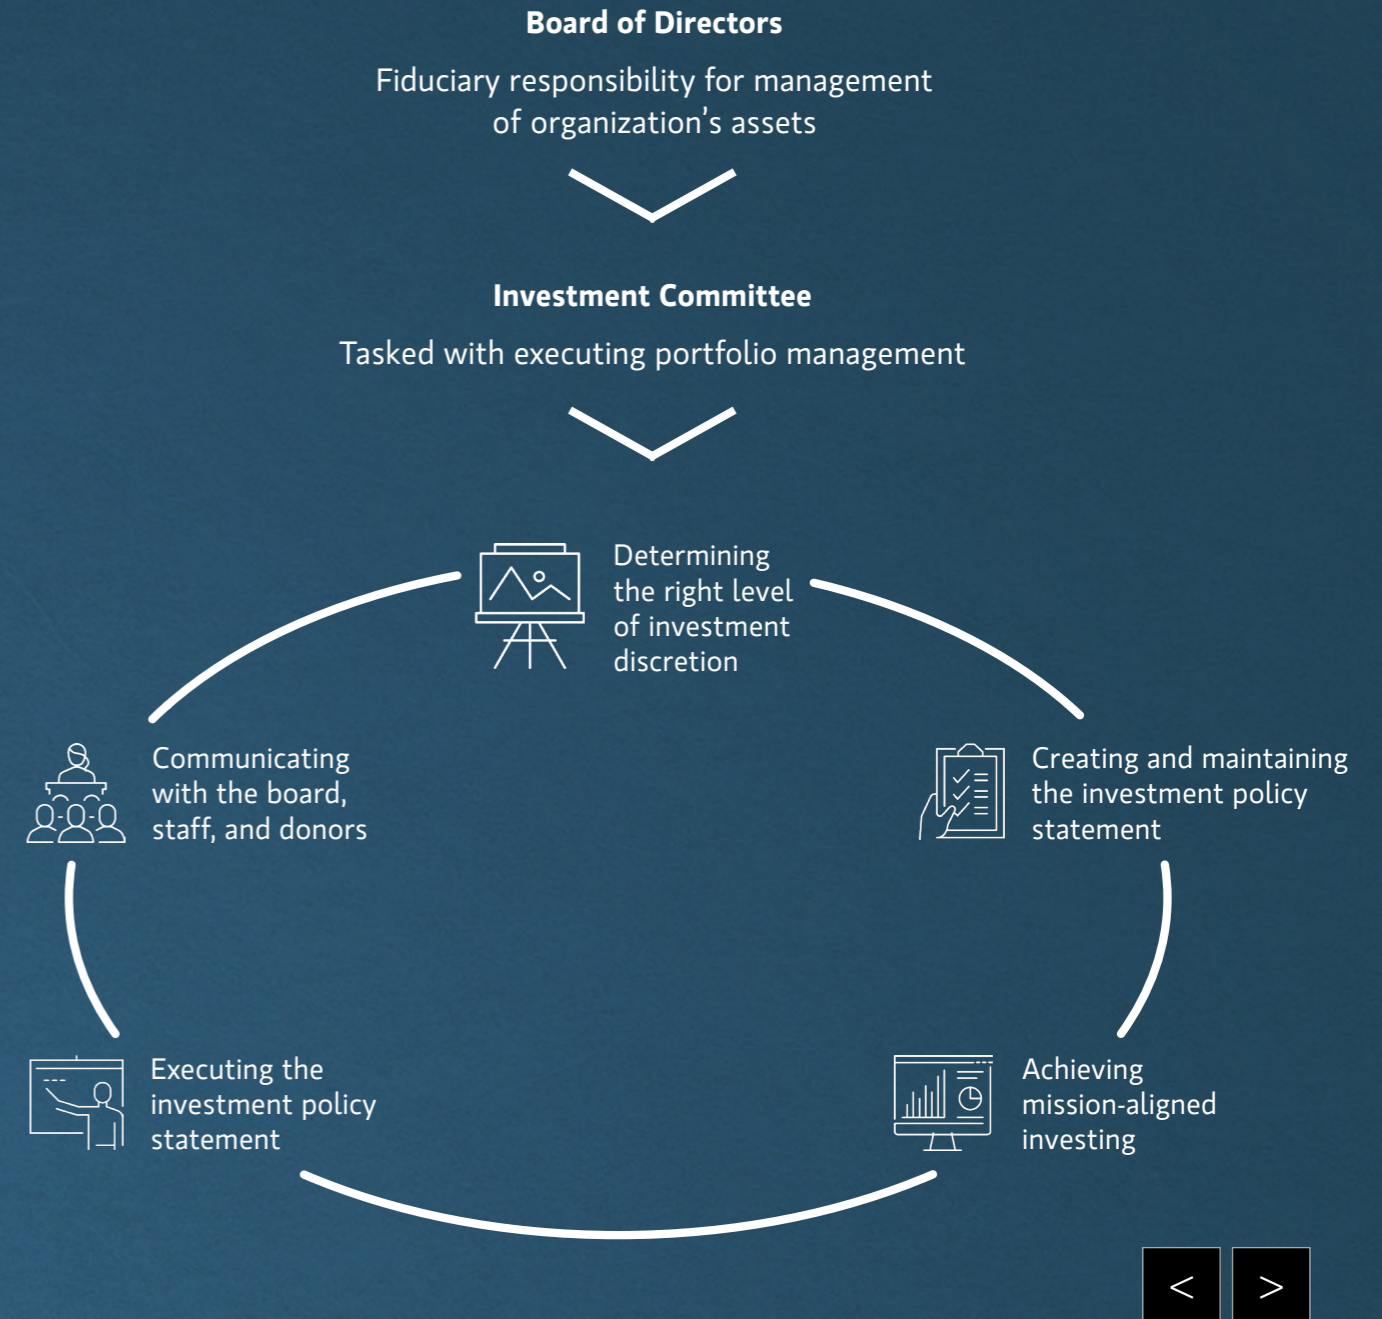 Board of Directors
Fiduciary responsibility for management
of organization’s assets
Investment Committee
Tasked with executing portfolio management
Determining
the right level
of investment
discretion
Creating and maintaining
the investment policy
statement
Achieving
mission-aligned
investing
Executing the
investment policy
statement
Communicating
with the board,
staff, and donors
< >